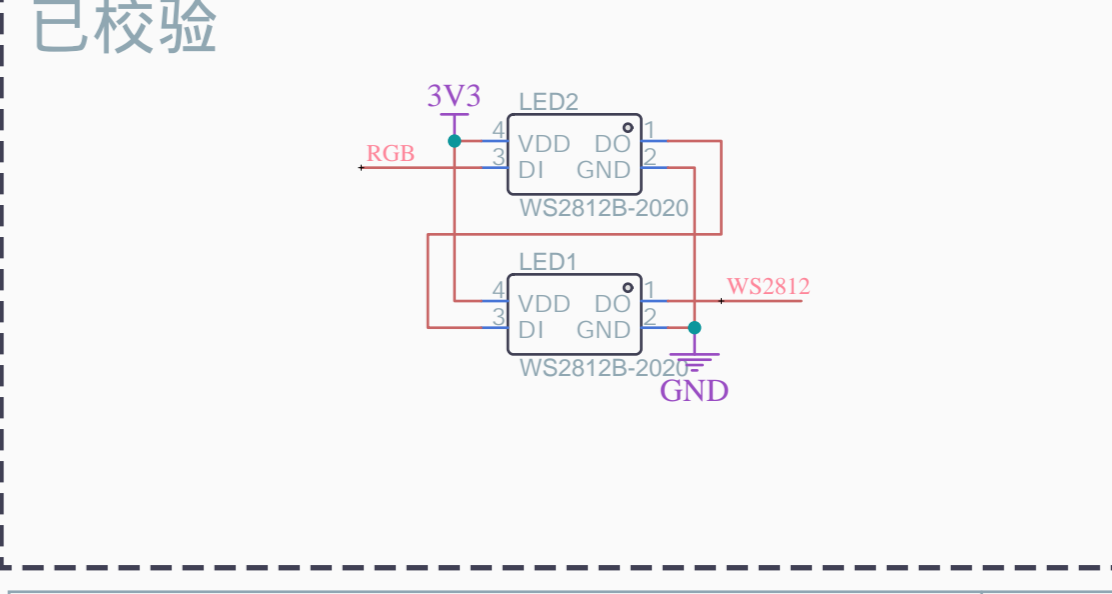 已校验
3V3
LED2
4 VDD DO 1
RGB
3 DI GND 2
WS2812B-2020
LED1
WS2812
4 VDD DO 1
3 DI GND 2
WS2812B-2020
GND